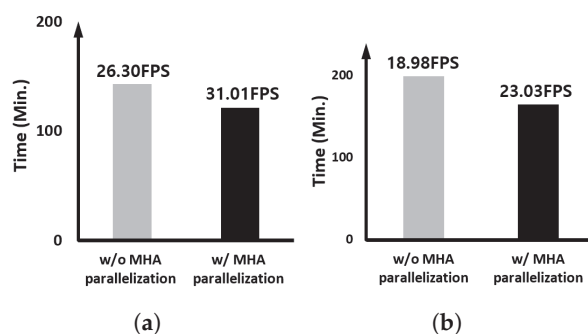 200
26.30FPS
31.01FPS
100
Time (Min.)
0
w/o MHA
parallelization
w/ MHA
parallelization
(a)
200
18.98FPS
23.03FPS
100
Time (Min.)
0
w/o MHA
parallelization
w/ MHA
parallelization
(b)